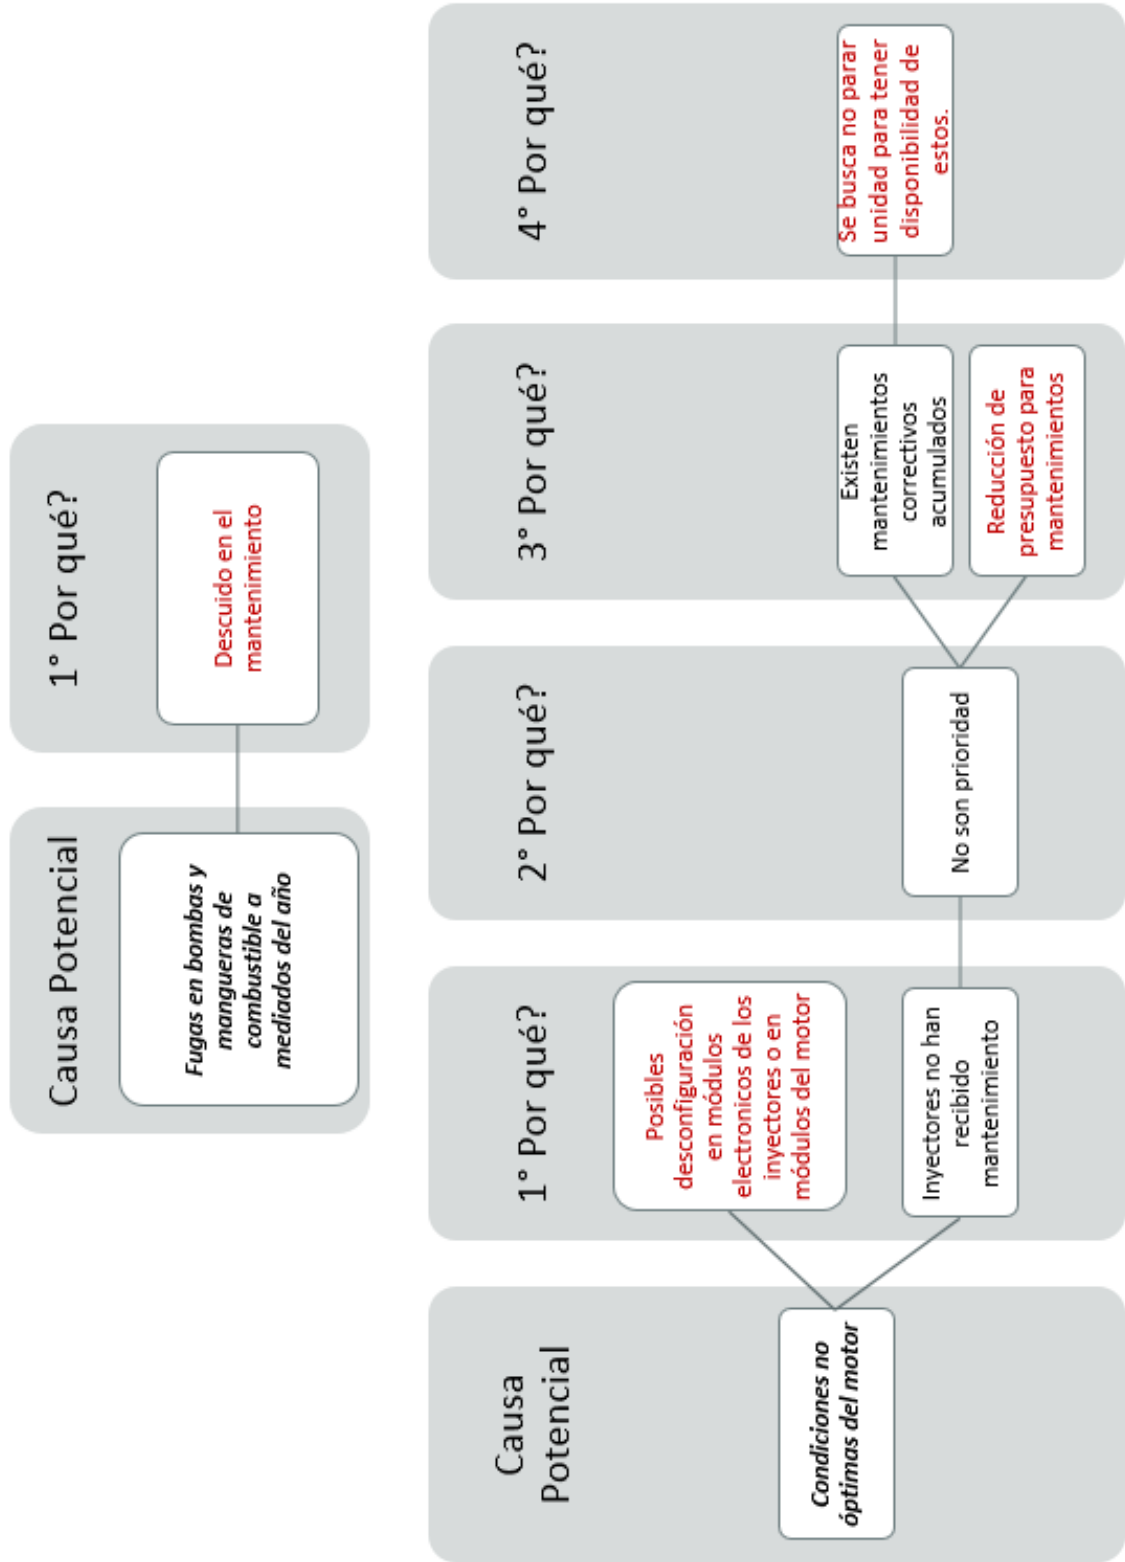 Causa Potencial
Fugas en bombas y
mangueras de
combustible a
mediados del año
1° Por qué?
Descuido en el
mantenimiento
Causa
Potencial
Condiciones no
óptimas del motor
1° Por qué?
Posibles
desconfiguración
en módulos
electronicos de los
inyectores o en
módulos del motor
Inyectores no han
recibido
mantenimiento
2° Por qué?
No son prioridad
3° Por qué?
Existen
mantenimientos
correctivos
acumulados
Reducción de
presupuesto para
mantenimientos
4° Por qué?
Se busca no parar
unidad para tener
disponibilidad de
estos.